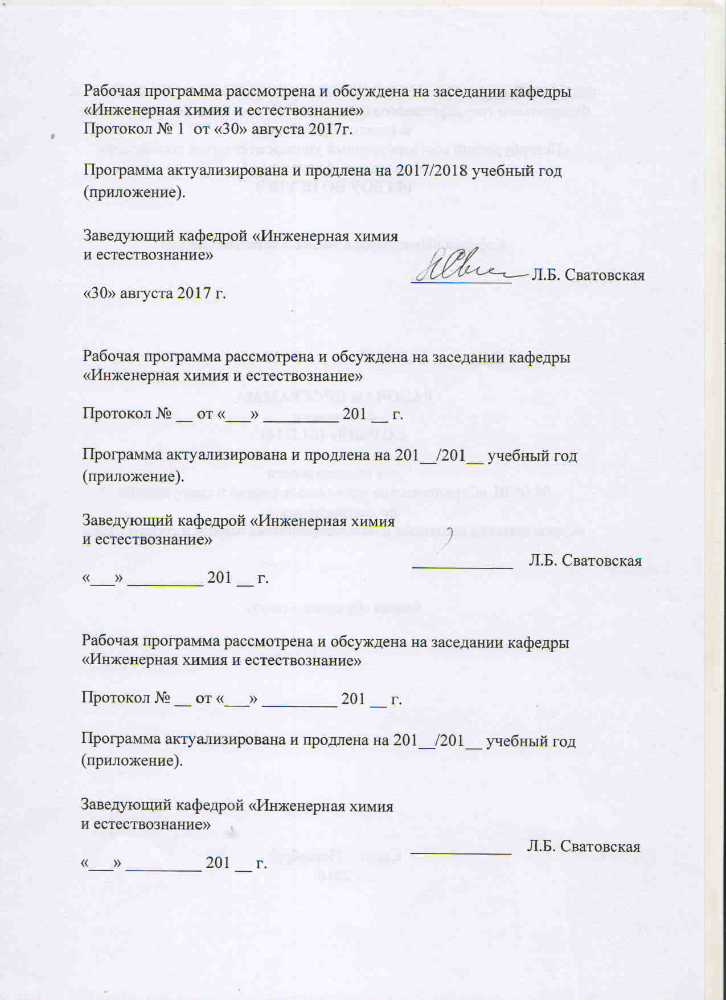 Рабочая программа рассмотрена и обсуждена на заседании кафедры
«Инженерная химия и естествознание»
Протокол № 1 от «30» августа 2017г.
Программа актуализирована и продлена на 2017/2018 учебный год
(приложение).
Заведующий кафедрой «Инженерная химия
и естествознание»
____________ Л.Б. Сватовская
«30» августа 2017 г.
Рабочая программа рассмотрена и обсуждена на заседании кафедры
«Инженерная химия и естествознание»
Протокол № __ от «___» _________ 201 __ г.
Программа актуализирована и продлена на 201__/201__ учебный год
(приложение).
Заведующий кафедрой «Инженерная химия
и естествознание»
____________ Л.Б. Сватовская
«___» _________ 201 __ г.
Рабочая программа рассмотрена и обсуждена на заседании кафедры
«Инженерная химия и естествознание»
Протокол № __ от «___» _________ 201 __ г.
Программа актуализирована и продлена на 201__/201__ учебный год
(приложение).
Заведующий кафедрой «Инженерная химия
и естествознание»
____________ Л.Б. Сватовская
«___» _________ 201 __ г.